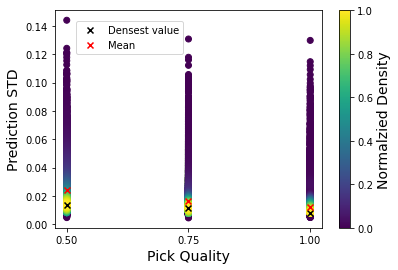 Densest value
Mean
0.14
0.12
0.10
0.08
0.06
0.04
0.02
0.00
Prediction STD
0.50 0.75 1.00
Pick Quality
1.0
0.8
0.6
0.4
0.2
0.0
Normalzied Density